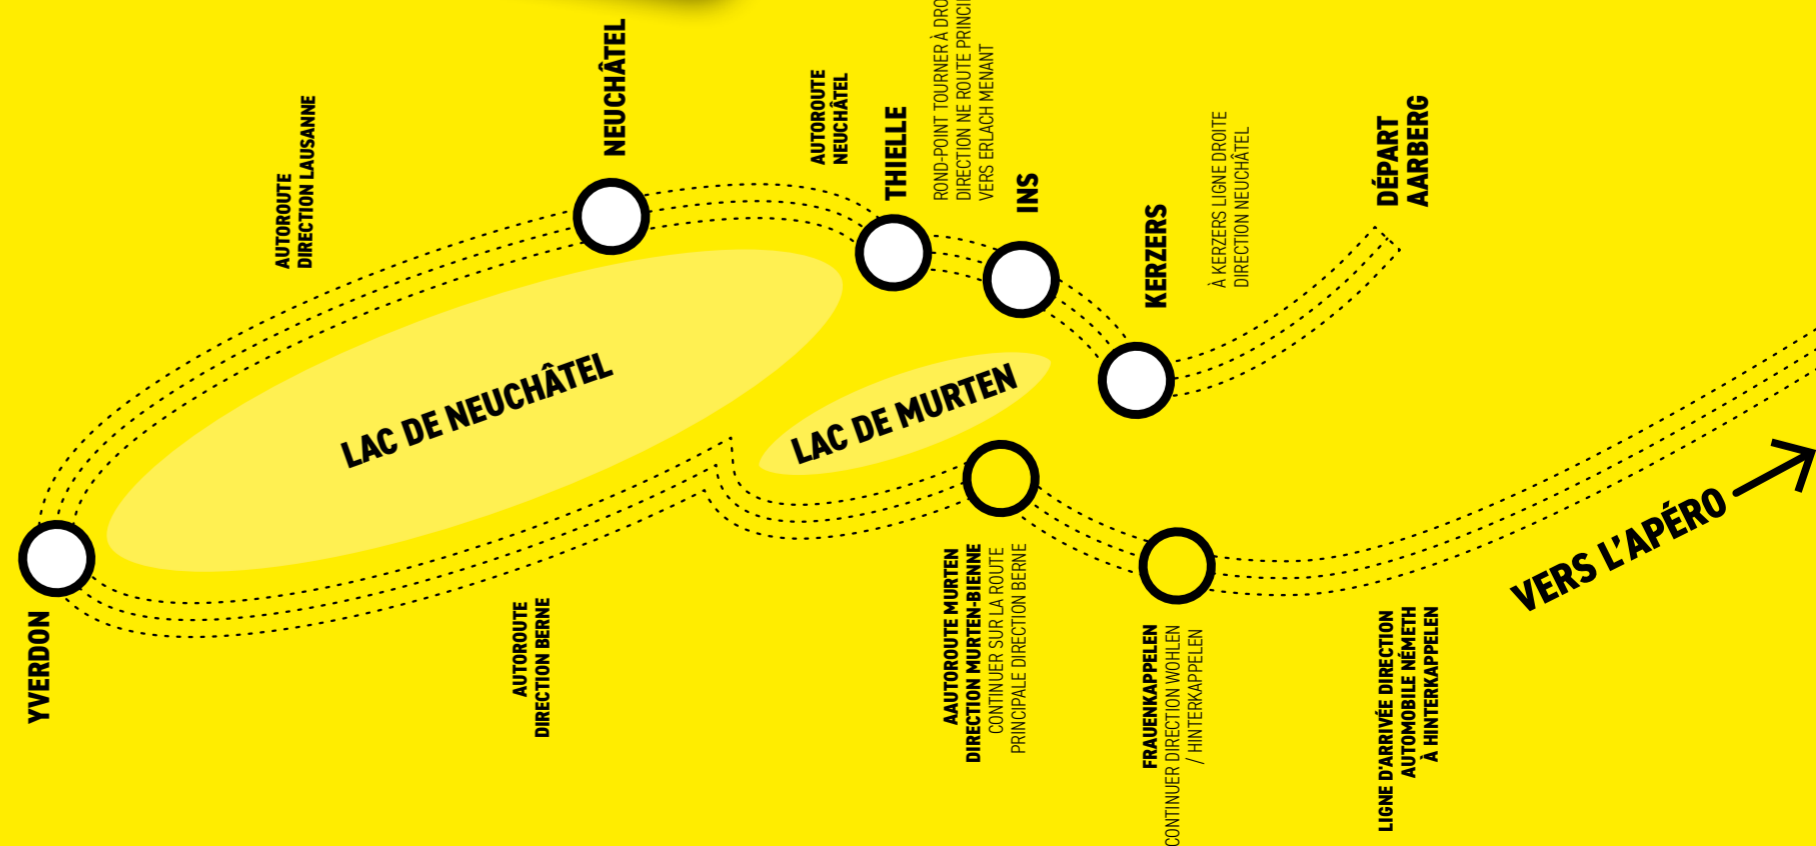 AUTOROUTE
DIRECTION LAUSANNE
NEUCHÂTEL
AUTOROUTE
NEUCHÂTEL
THIELLE
ROND-POINT TOURNER À
DIRECTION NE ROUTE
VERS ERLACH MENANT
INS
KERZERS
À KERZERS LIGNE DROITE
DIRECTION NEUCHÂTEL
DÉPART
AARBERG
LAC DE NEUCHÂTEL
LAC DE MURTEN
YVERDON
AUTOROUTE
DIRECTION BERNE
AAUTOROUTE MURTEN
DIRECTION MURTEN-BIENNE
CONTINUER SUR LA ROUTE
PRINCIPALE DIRECTION BERNE
FRAUENKAPPELEN
CONTINUER DIRECTION WOHLEN
/ HINTERKAPPELEN
LIGNE D'ARRIVÉE DIRECTION
AUTOMOBILE NÉMETH
À HINTERKAPPELEN
VERS L'APÉRO